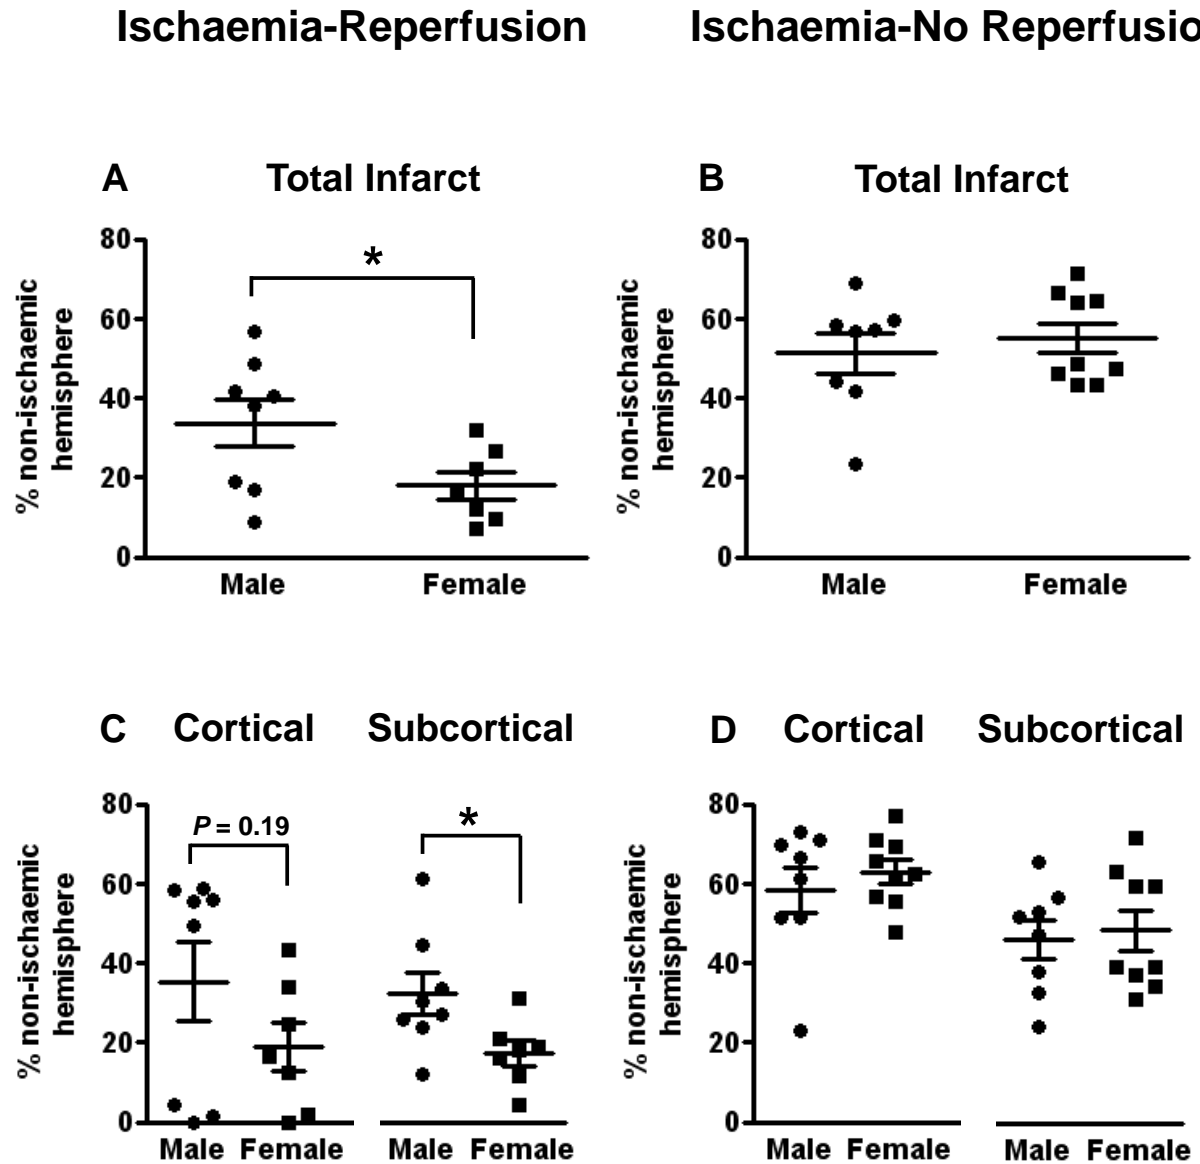 Ischaemia-Reperfusion
Ischaemia-No Reperfusio
A
Total Infarct
80
60
40
20
0
% non-ischaemic
hemisphere
*
Male
Female
B
Total Infarct
80
60
40
20
0
% non-ischaemic
hemisphere
Male
Female
C
Cortical
Subcortical
80
60
40
20
0
% non-ischaemic
hemisphere
P = 0.19
*
Male
Female
Male
Female
D
Cortical
Subcortical
80
60
40
20
0
% non-ischaemic
hemisphere
Male
Female
Male
Female